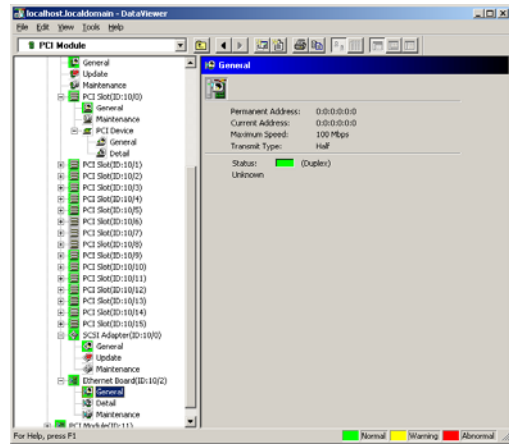 localhost.localdomain - DataViewer
File Edit View Tools Help
PCI Module
General
Update
Maintenance
PCI Slot(ID:10/0)
General
Maintenance
PCI Device
General
Detail
PCI Slot(ID:10/1)
PCI Slot(ID:10/2)
PCI Slot(ID:10/3)
PCI Slot(ID:10/4)
PCI Slot(ID:10/5)
PCI Slot(ID:10/6)
PCI Slot(ID:10/7)
PCI Slot(ID:10/8)
PCI Slot(ID:10/9)
PCI Slot(ID:10/10)
PCI Slot(ID:10/11)
PCI Slot(ID:10/12)
PCI Slot(ID:10/13)
PCI Slot(ID:10/14)
PCI Slot(ID:10/15)
SCSI Adapter(ID:10/0)
General
Update
Maintenance
Ethernet Board(ID:10/2)
General
Detail
Maintenance
PCI Module(ID:11)
General
Permanent Address: 0:0:0:0:0:0
Current Address: 0:0:0:0:0:0
Maximum Speed: 100 Mbps
Transmit Type: Half
Status: (Duplex)
Unknown
For Help, press F1
Normal Warning Abnormal